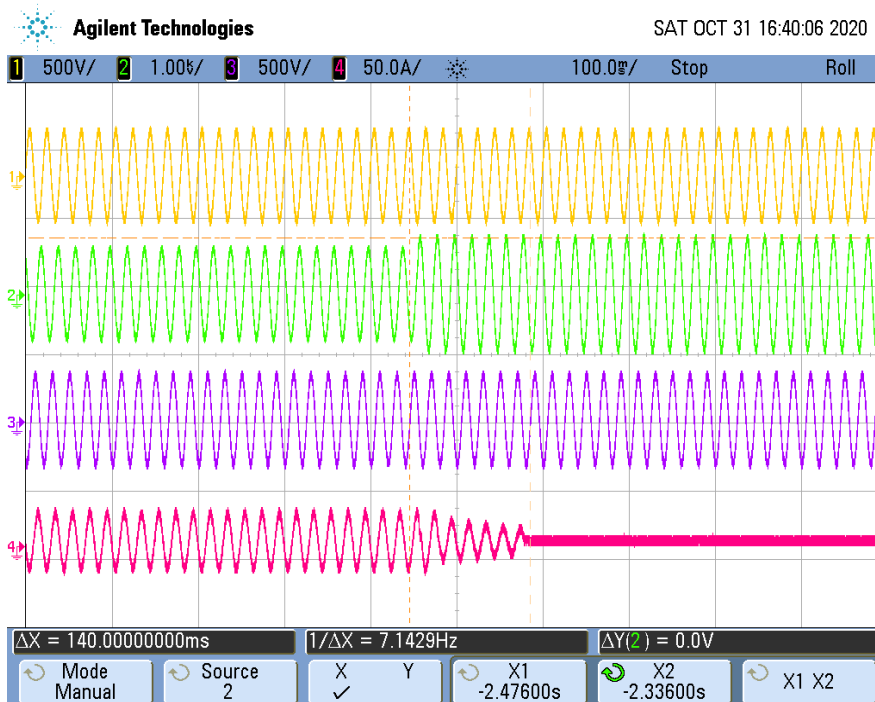 Agilent Technologies
SAT OCT 31 16:40:06 2020
1 500V/ 2 1.00V/ 3 500V/ 4 50.0A/ 100.0ms/ Stop Roll
1
2
3
4
ΔX = 140.00000000ms 1/ΔX = 7.1429Hz ΔY(2) = 0.0V
Mode Source X Y X1 X2 X1 X2
Manual 2 ✓ -2.47600s -2.33600s